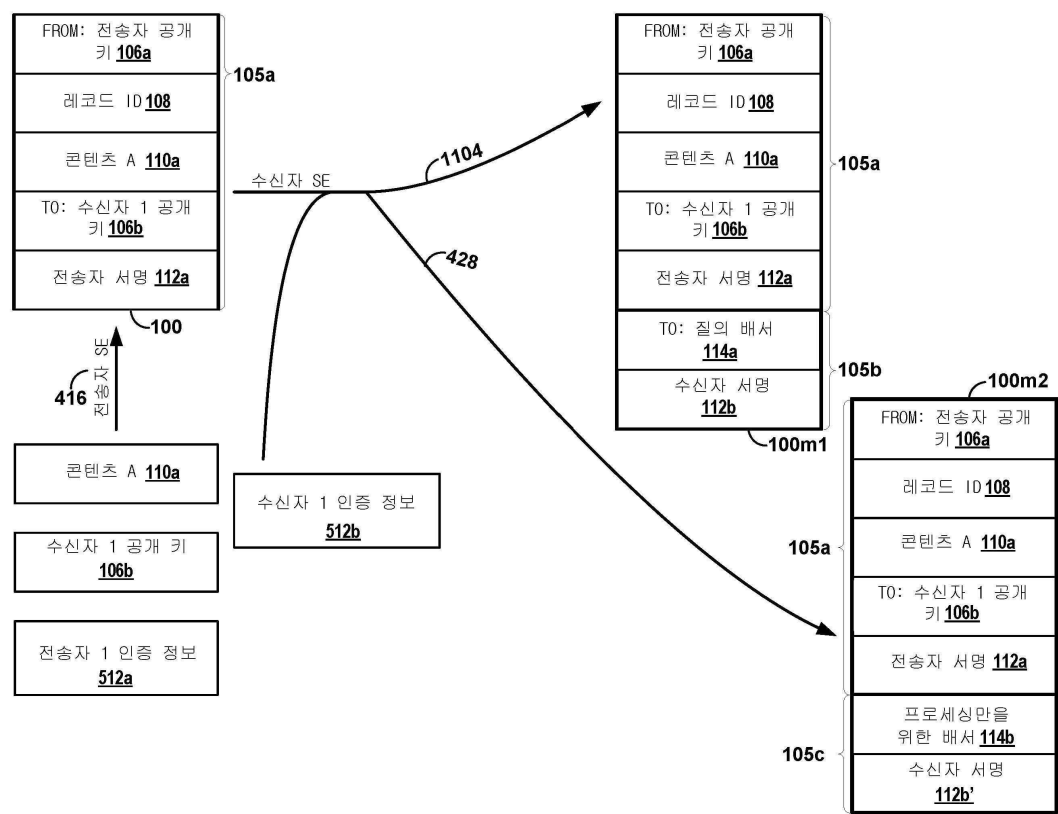 FROM: 전송자 공개
키 106a
레코드 ID 108
콘텐츠 A 110a
TO: 수신자 1 공개
키 106b
전송자 서명 112a
105a
100
416
전송자 SE
콘텐츠 A 110a
수신자 1 공개 키
106b
전송자 1 인증 정보
512a
수신자 SE
수신자 1 인증 정보
512b
1104
428
FROM: 전송자 공개
키 106a
레코드 ID 108
콘텐츠 A 110a
TO: 수신자 1 공개
키 106b
전송자 서명 112a
TO: 질의 배서
114a
수신자 서명
112b
105a
105b
100m1
100m2
FROM: 전송자 공개
키 106a
레코드 ID 108
콘텐츠 A 110a
TO: 수신자 1 공개
키 106b
전송자 서명 112a
프로세싱만을
위한 배서 114b
수신자 서명
112b'
105a
105c